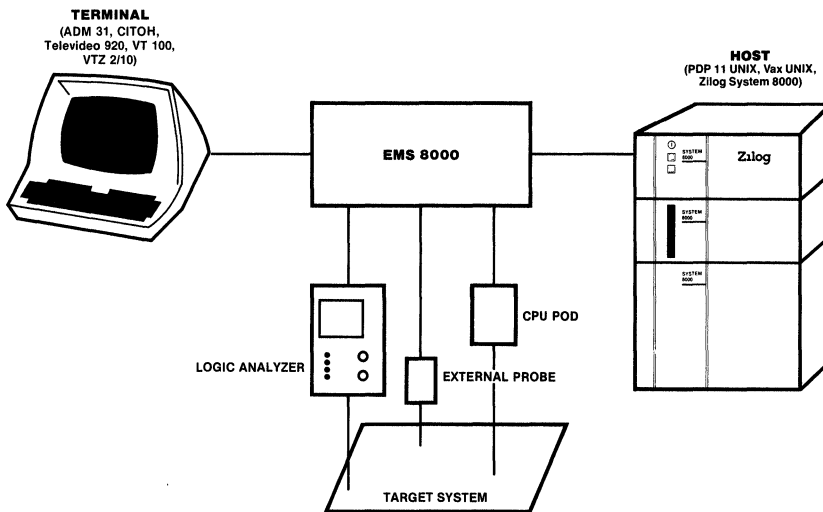 TERMINAL
(ADM 31, CITOH,
Televideo 920, VT 100,
VTZ 2/10)
HOST
(PDP 11 UNIX, Vax UNIX,
Zilog System 8000)
EMS 8000
SYSTEM
8000
Zilog
SYSTEM
8000
SYSTEM
8000
CPU POD
LOGIC ANALYZER
EXTERNAL PROBE
TARGET SYSTEM